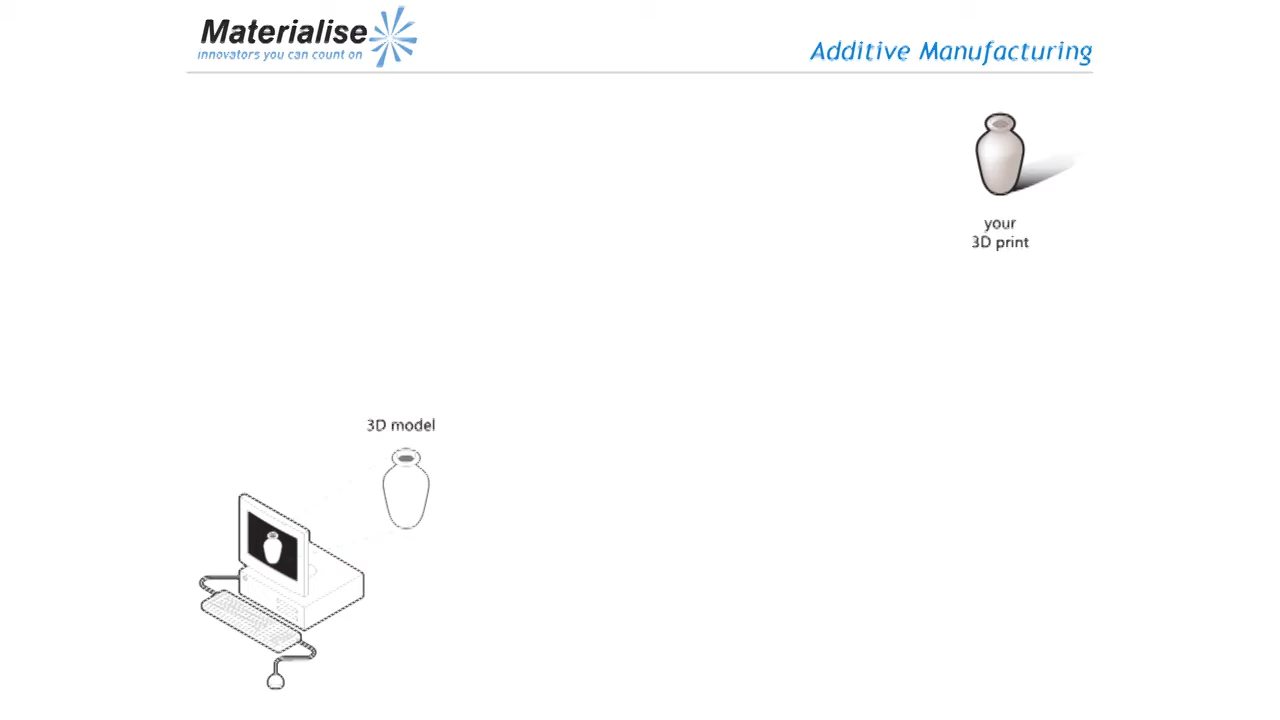 Materialise
innovators you can count on
Additive Manufacturing
your
3D print
3D model